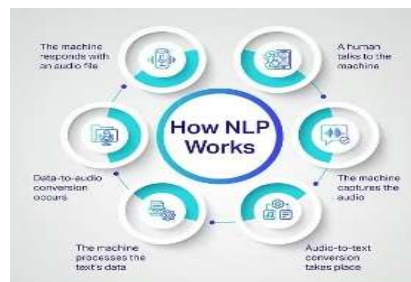 How NLP
Works
A human
talks to the
machine
The machine
captures the
audio
Audio-to-text
conversion
takes place
The machine
processes the
text's data
Data-to-audio
conversion
occurs
The machine
responds with
an audio file